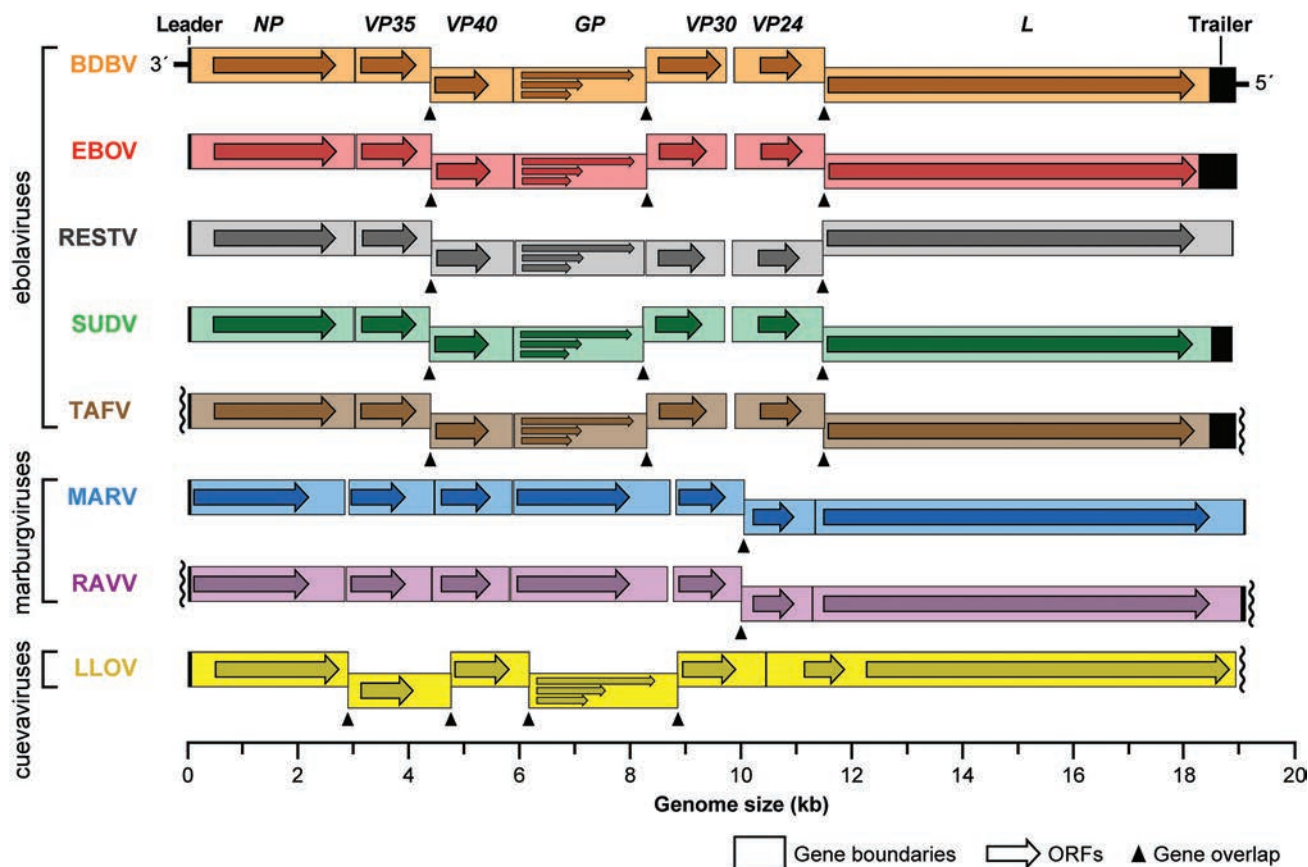 Leader NP VP35 VP40 GP VP30 VP24 L Trailer
ebolaviruses
BDBV 3´ 5´
EBOV
RESTV
SUDV
TAFV
marburgviruses
MARV
RAVV
cuevaviruses
LLOV
0 2 4 6 8 10 12 14 16 18 20
Genome size (kb)
Gene boundaries ORFs Gene overlap